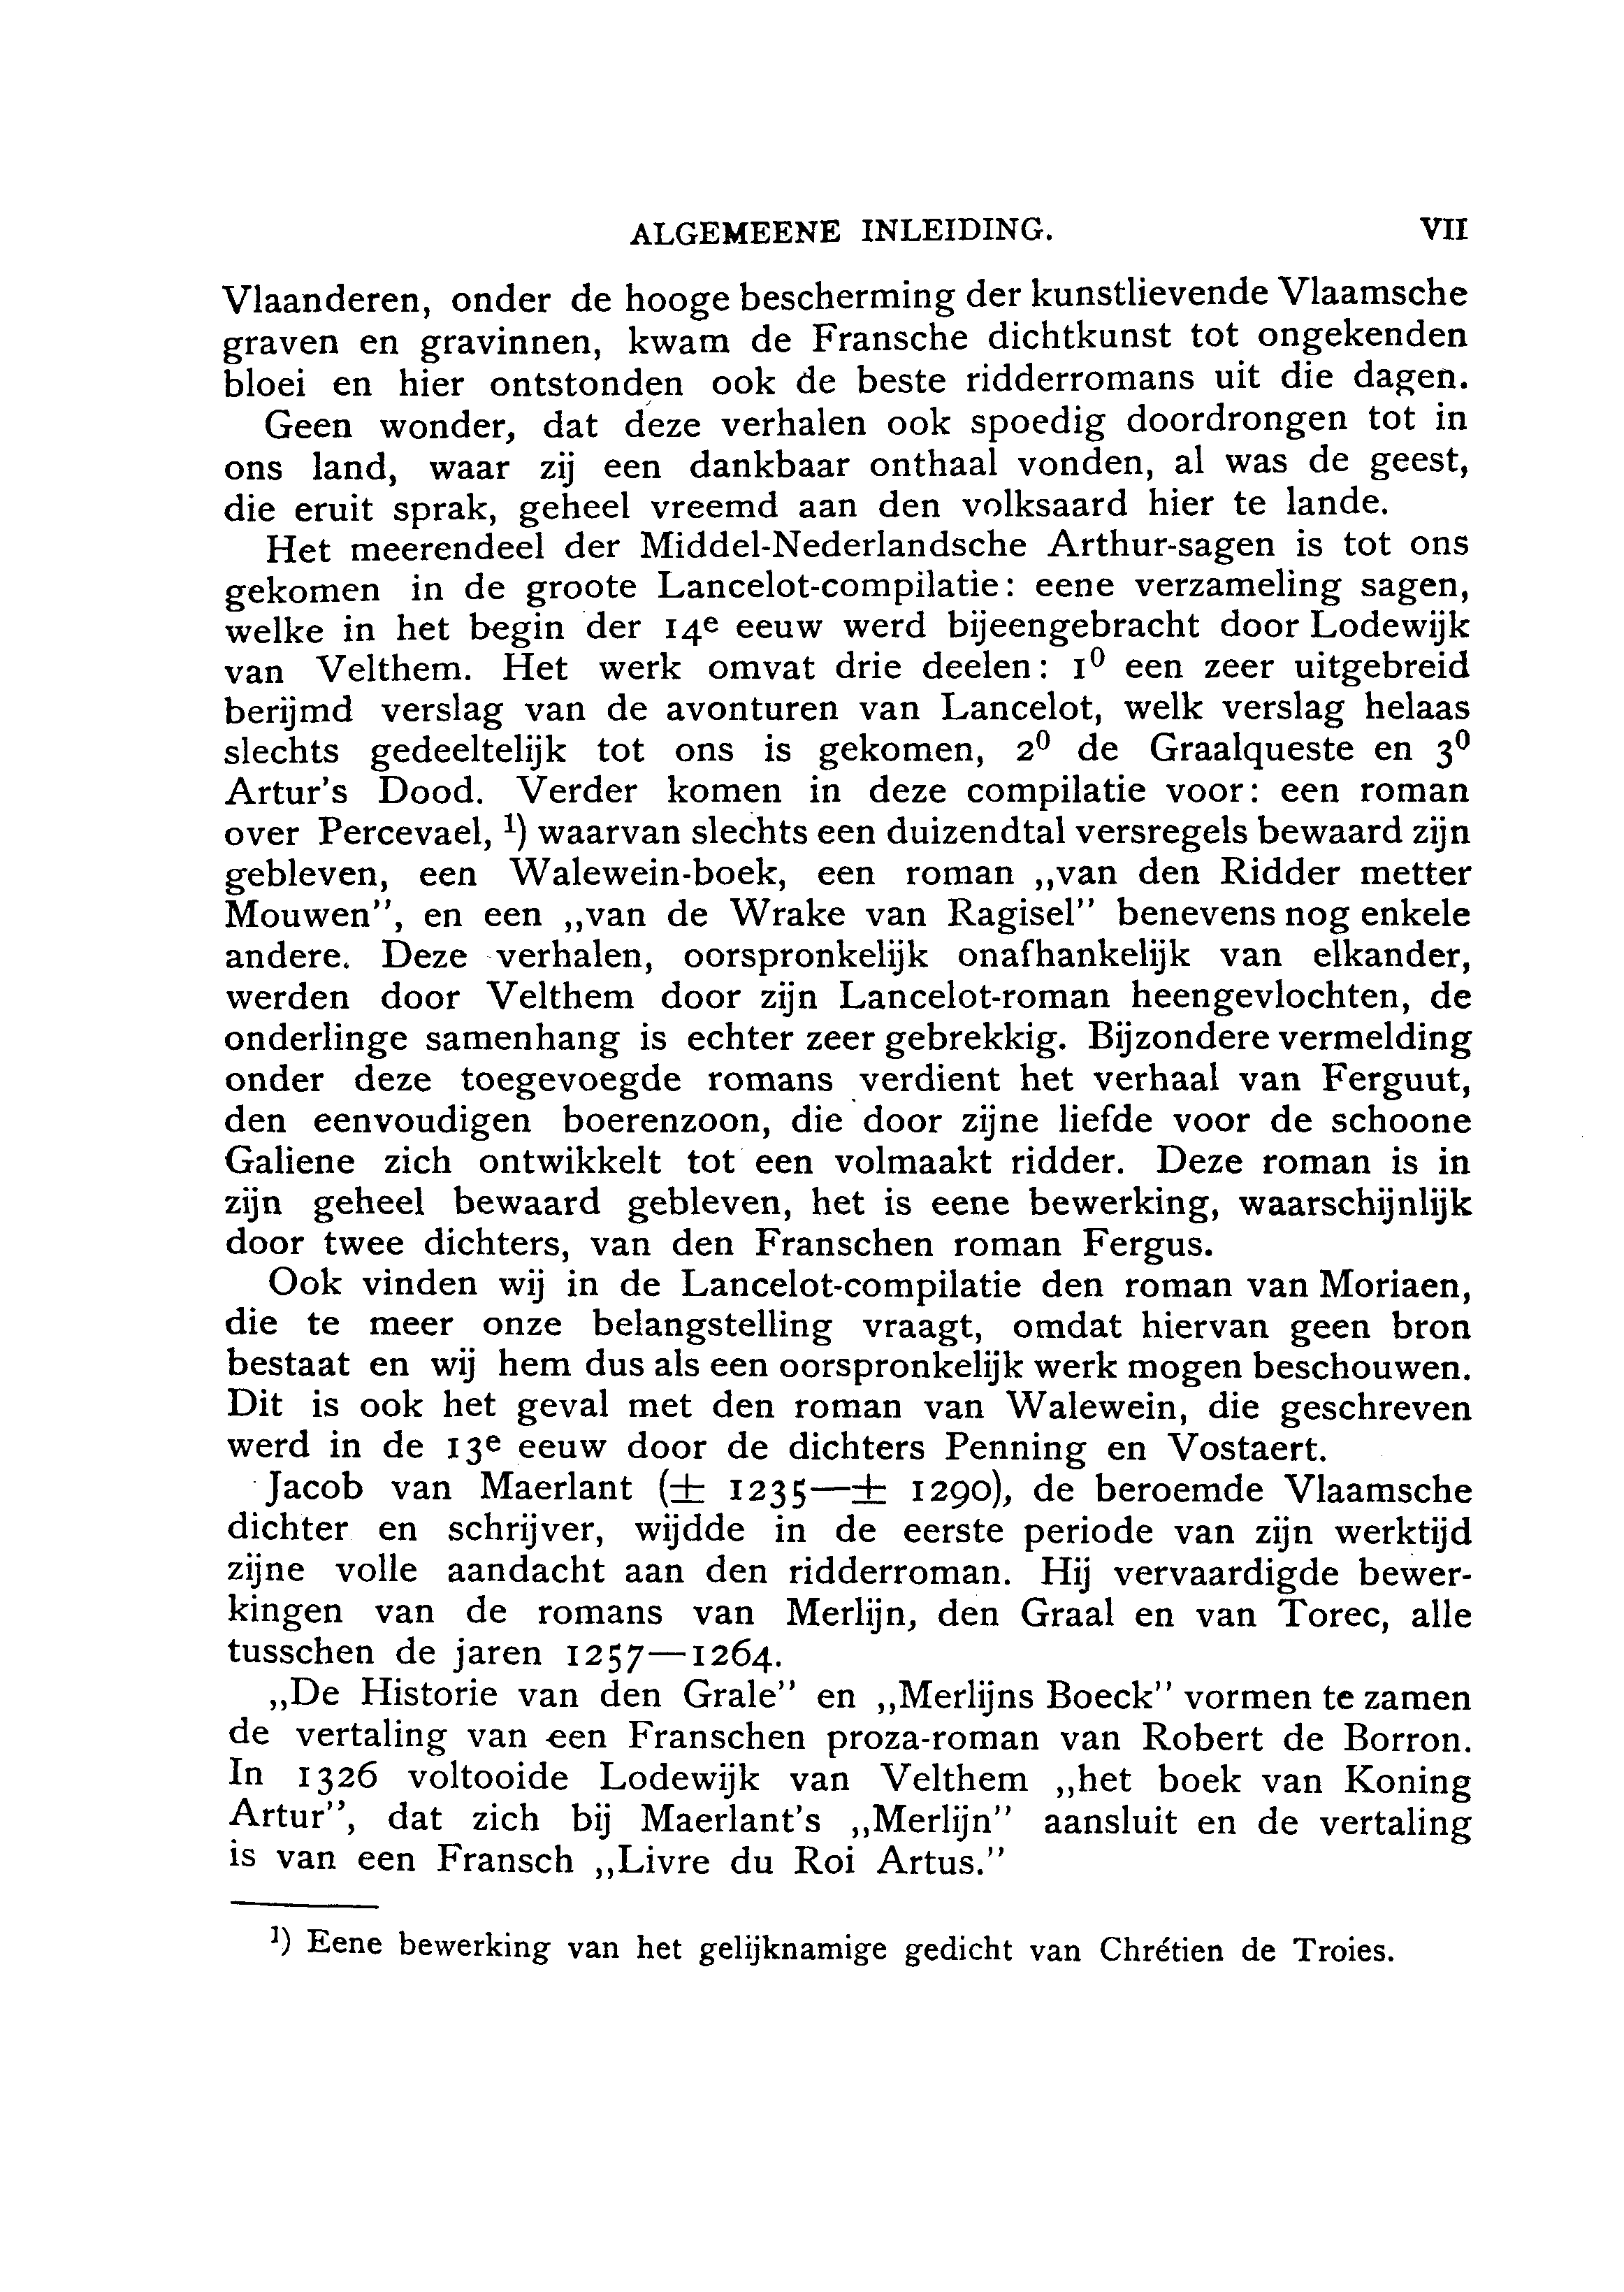 ALGEMEENE INLEIDING. VII
Vlaanderen, onder de hooge bescherming der kunstlievende Vlaamsche
graven en gravinnen, kwam de Fransche dichtkunst tot ongekenden
bloei en hier ontstonden ook de beste ridderromans uit die dagen.
Geen wonder, dat deze verhalen ook spoedig doordrongen tot in
ons land, waar zij een dankbaar onthaal vonden, al was de geest,
die eruit sprak, geheel vreemd aan den volksaard hier te lande.
Het meerendeel der Middel-Nederlandsche Arthur-sagen is tot ons
gekomen in de groote Lancelot-compilatie: eene verzameling sagen,
welke in het begin der 14e eeuw werd bijeengebracht door Lodewijk
van Velthem. Het werk omvat drie deelen: 1⁰ een zeer uitgebreid
berijmd verslag van de avonturen van Lancelot, welk verslag helaas
slechts gedeeltelijk tot ons is gekomen, 2⁰ de Graalqueste en 3⁰
Artur's Dood. Verder komen in deze compilatie voor: een roman
over Percevael, ¹) waarvan slechts een duizendtal versregels bewaard zijn
gebleven, een Walewein-boek, een roman „van den Ridder metter
Mouwen”, en een „van de Wrake van Ragisel” benevens nog enkele
andere. Deze verhalen, oorspronkelijk onafhankelijk van elkander,
werden door Velthem door zijn Lancelot-roman heengevlochten, de
onderlinge samenhang is echter zeer gebrekkig. Bijzondere vermelding
onder deze toegevoegde romans verdient het verhaal van Ferguut,
den eenvoudigen boerenzoon, die door zijne liefde voor de schoone
Galiene zich ontwikkelt tot een volmaakt ridder. Deze roman is in
zijn geheel bewaard gebleven, het is eene bewerking, waarschijnlijk
door twee dichters, van den Franschen roman Fergus.
Ook vinden wij in de Lancelot-compilatie den roman van Moriaen,
die te meer onze belangstelling vraagt, omdat hiervan geen bron
bestaat en wij hem dus als een oorspronkelijk werk mogen beschouwen.
Dit is ook het geval met den roman van Walewein, die geschreven
werd in de 13e eeuw door de dichters Penning en Vostaert.
Jacob van Maerlant (± 1235—± 1290), de beroemde Vlaamsche
dichter en schrijver, wijdde in de eerste periode van zijn werktijd
zijne volle aandacht aan den ridderroman. Hij vervaardigde bewer-
kingen van de romans van Merlijn, den Graal en van Torec, alle
tusschen de jaren 1257—1264.
„De Historie van den Grale” en „Merlijns Boeck” vormen te zamen
de vertaling van een Franschen proza-roman van Robert de Borron.
In 1326 voltooide Lodewijk van Velthem „het boek van Koning
Artur”, dat zich bij Maerlant's „Merlijn” aansluit en de vertaling
is van een Fransch „Livre du Roi Artus.”
¹) Eene bewerking van het gelijknamige gedicht van Chrétien de Troies.